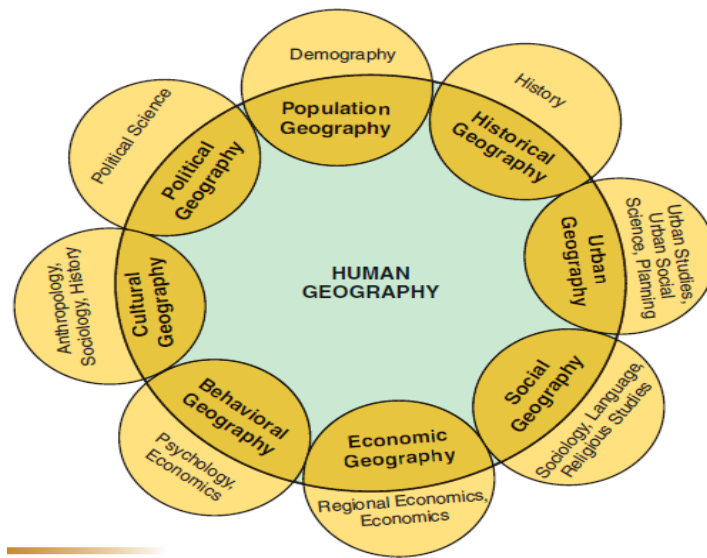 Demography
Population
Geography
History
Historical
Geography
Urban Studies,
Urban Social
Science, Planning
Urban
Geography
Social
Geography
Sociology, Language,
Religious Studies
Economic
Geography
Regional Economics,
Economics
Behavioral
Geography
Psychology,
Economics
Cultural
Geography
Anthropology,
Sociology, History
Political Science
Political
Geography
HUMAN
GEOGRAPHY